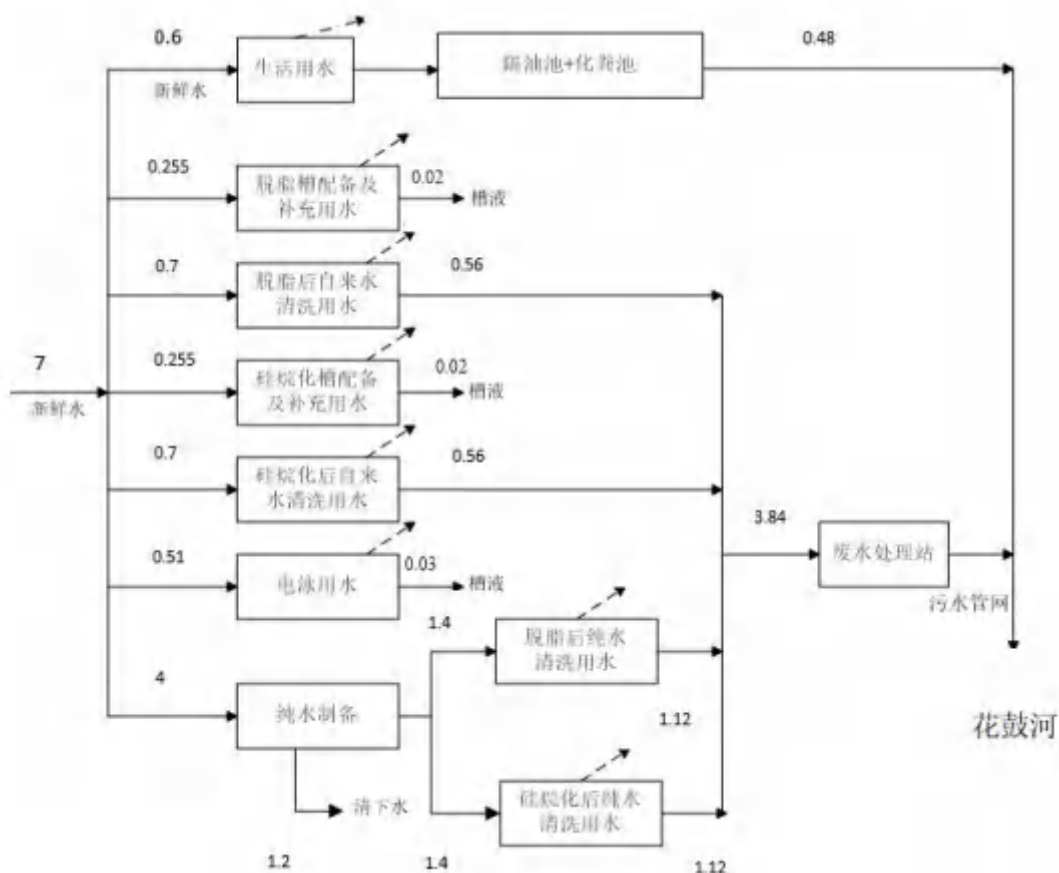 0.6
新鲜水
生活用水
隔油池+化粪池
0.48
0.255
脱脂槽配备及
补充用水
0.02
槽液
0.7
脱脂后自来水
清洗用水
0.56
7
新鲜水
0.255
硅烷化槽配备
及补充用水
0.02
槽液
0.7
硅烷化后自来
水清洗用水
0.56
3.84
废水处理站
污水管网
0.51
电泳用水
0.03
槽液
4
纯水制备
1.4
脱脂后纯水
清洗用水
1.12
花鼓河
清下水
1.2
1.4
硅烷化后纯水
清洗用水
1.12